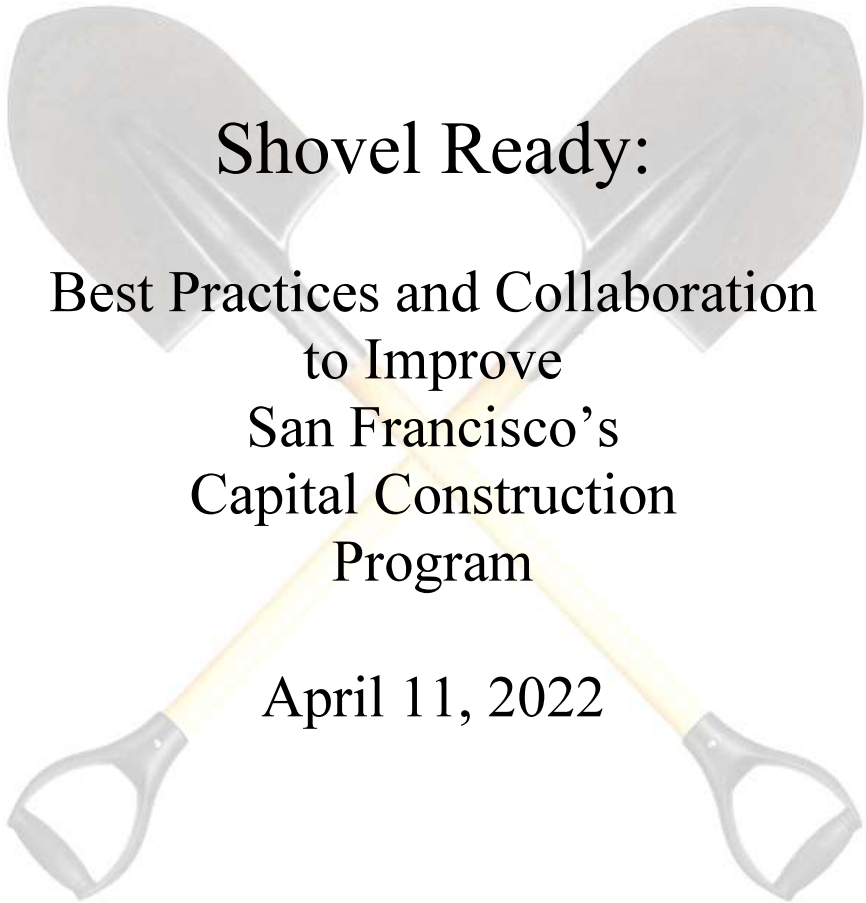 Shovel Ready:
Best Practices and Collaboration
to Improve
San Francisco’s
Capital Construction
Program
April 11, 2022